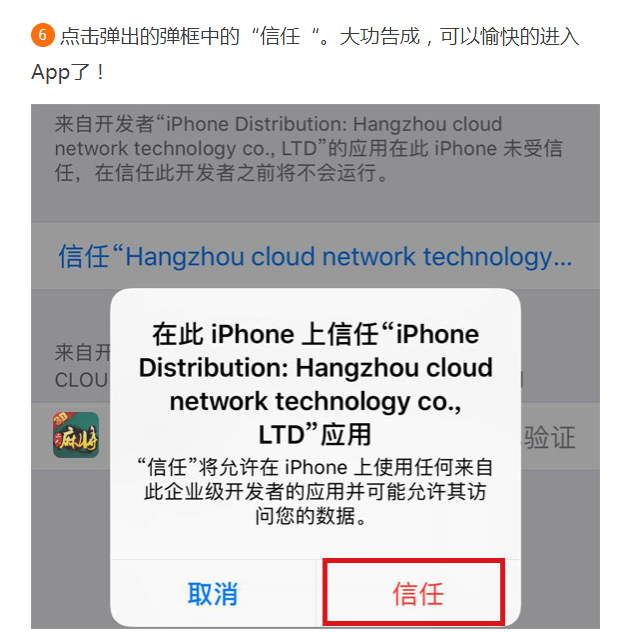 6 点击弹出的弹框中的“信任“。大功告成，可以愉快的进入
App了！
来自开发者“iPhone Distribution: Hangzhou cloud
network technology co., LTD”的应用在此 iPhone 未受信
任，在信任此开发者之前将不会运行。
信任“Hangzhou cloud network technology...
在此 iPhone 上信任“iPhone
Distribution: Hangzhou cloud
network technology co.,
LTD”应用
“信任”将允许在 iPhone 上使用任何来自
此企业级开发者的应用并可能允许其访
问您的数据。
取消
信任
来自开
CLOU
麻将
验证